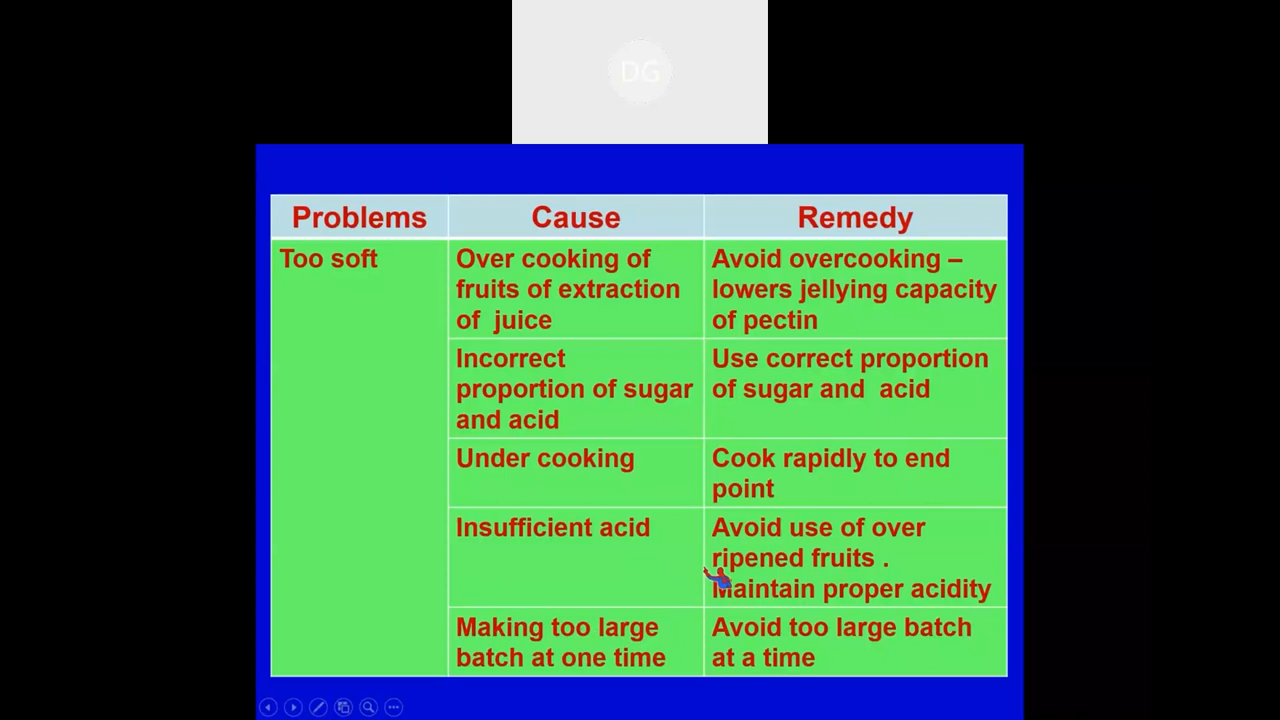 DG
Problems
Cause
Remedy
Too soft
Over cooking of
fruits of extraction
of juice
Avoid overcooking –
lowers jellying capacity
of pectin
Incorrect
proportion of sugar
and acid
Use correct proportion
of sugar and acid
Under cooking
Cook rapidly to end
point
Insufficient acid
Avoid use of over
ripened fruits .
Maintain proper acidity
Making too large
batch at one time
Avoid too large batch
at a time